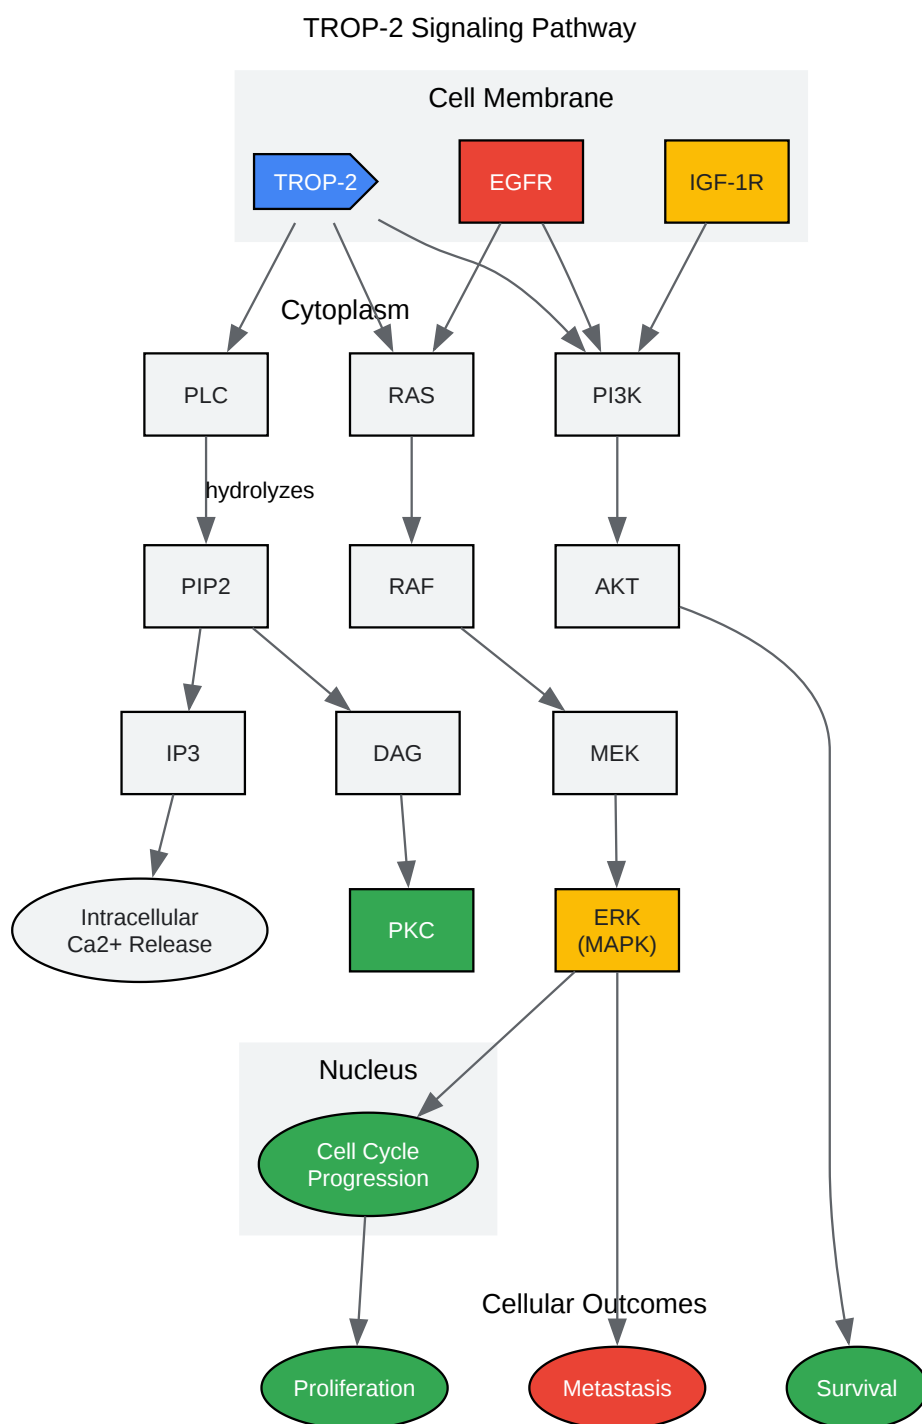 TROP-2 Signaling Pathway
Cell Membrane
TROP-2
EGFR
IGF-1R
Cytoplasm
PLC
RAS
PI3K
hydrolyzes
PIP2
RAF
AKT
IP3
DAG
MEK
Intracellular
Ca2+ Release
PKC
ERK
(MAPK)
Nucleus
Cell Cycle
Progression
Cellular Outcomes
Proliferation
Metastasis
Survival